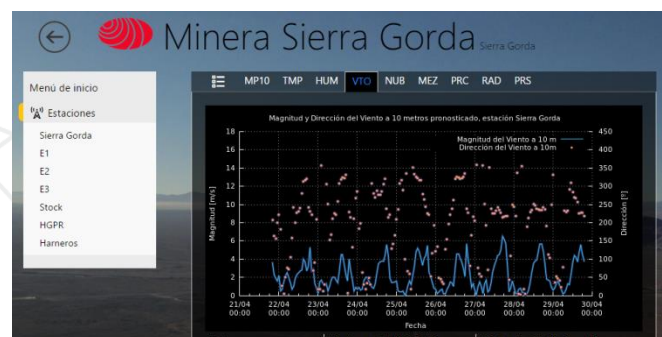 Minera Sierra Gorda Sierra Gorda
Menú de inicio
Estaciones
Sierra Gorda
E1
E2
E3
Stock
HGPR
Harneros
MP10 TMP HUM VTO NUB MEZ PRC RAD PRS
Magnitud y Dirección del Viento a 10 metros pronosticado, estación Sierra Gorda
Magnitud del Viento a 10 m
Dirección del Viento a 10m
Magnitud [m/s]
18
16
14
12
10
8
6
4
2
0
450
400
350
300
250
200
150
100
50
0
Dirección [º]
21/04 22/04 23/04 24/04 25/04 26/04 27/04 28/04 29/04 30/04
00:00 00:00 00:00 00:00 00:00 00:00 00:00 00:00 00:00 00:00
Fecha